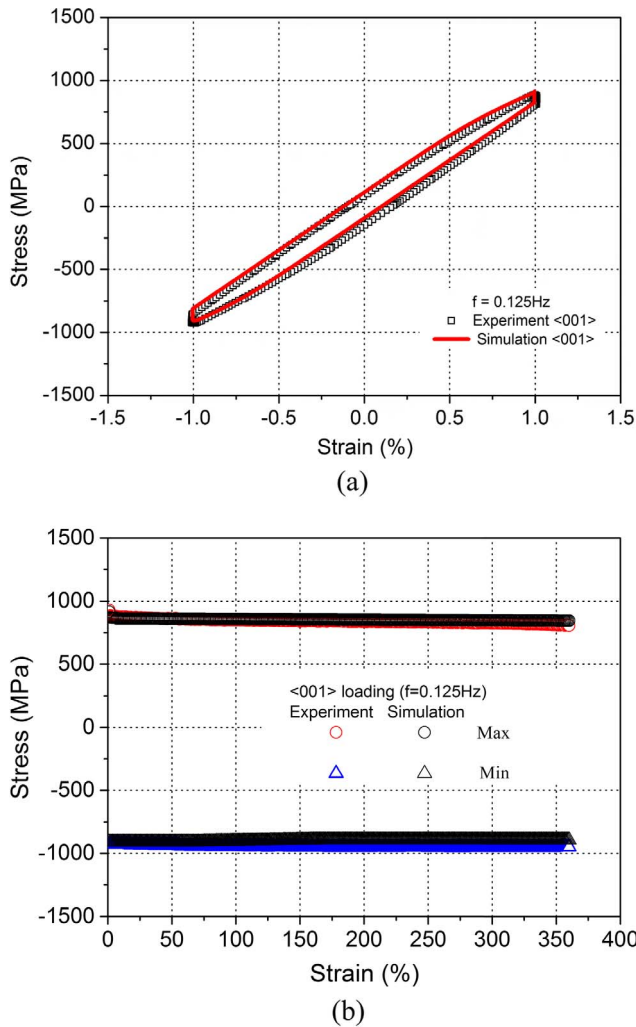 1500
1000
500
0
-500
-1000
-1500
Stress (MPa)
f = 0.125Hz
Experiment <001>
Simulation <001>
-1.5 -1.0 -0.5 0.0 0.5 1.0 1.5
Strain (%)
(a)
1500
1000
500
0
-500
-1000
-1500
Stress (MPa)
<001> loading (f=0.125Hz)
Experiment Simulation
Max
Min
0 50 100 150 200 250 300 350 400
Strain (%)
(b)